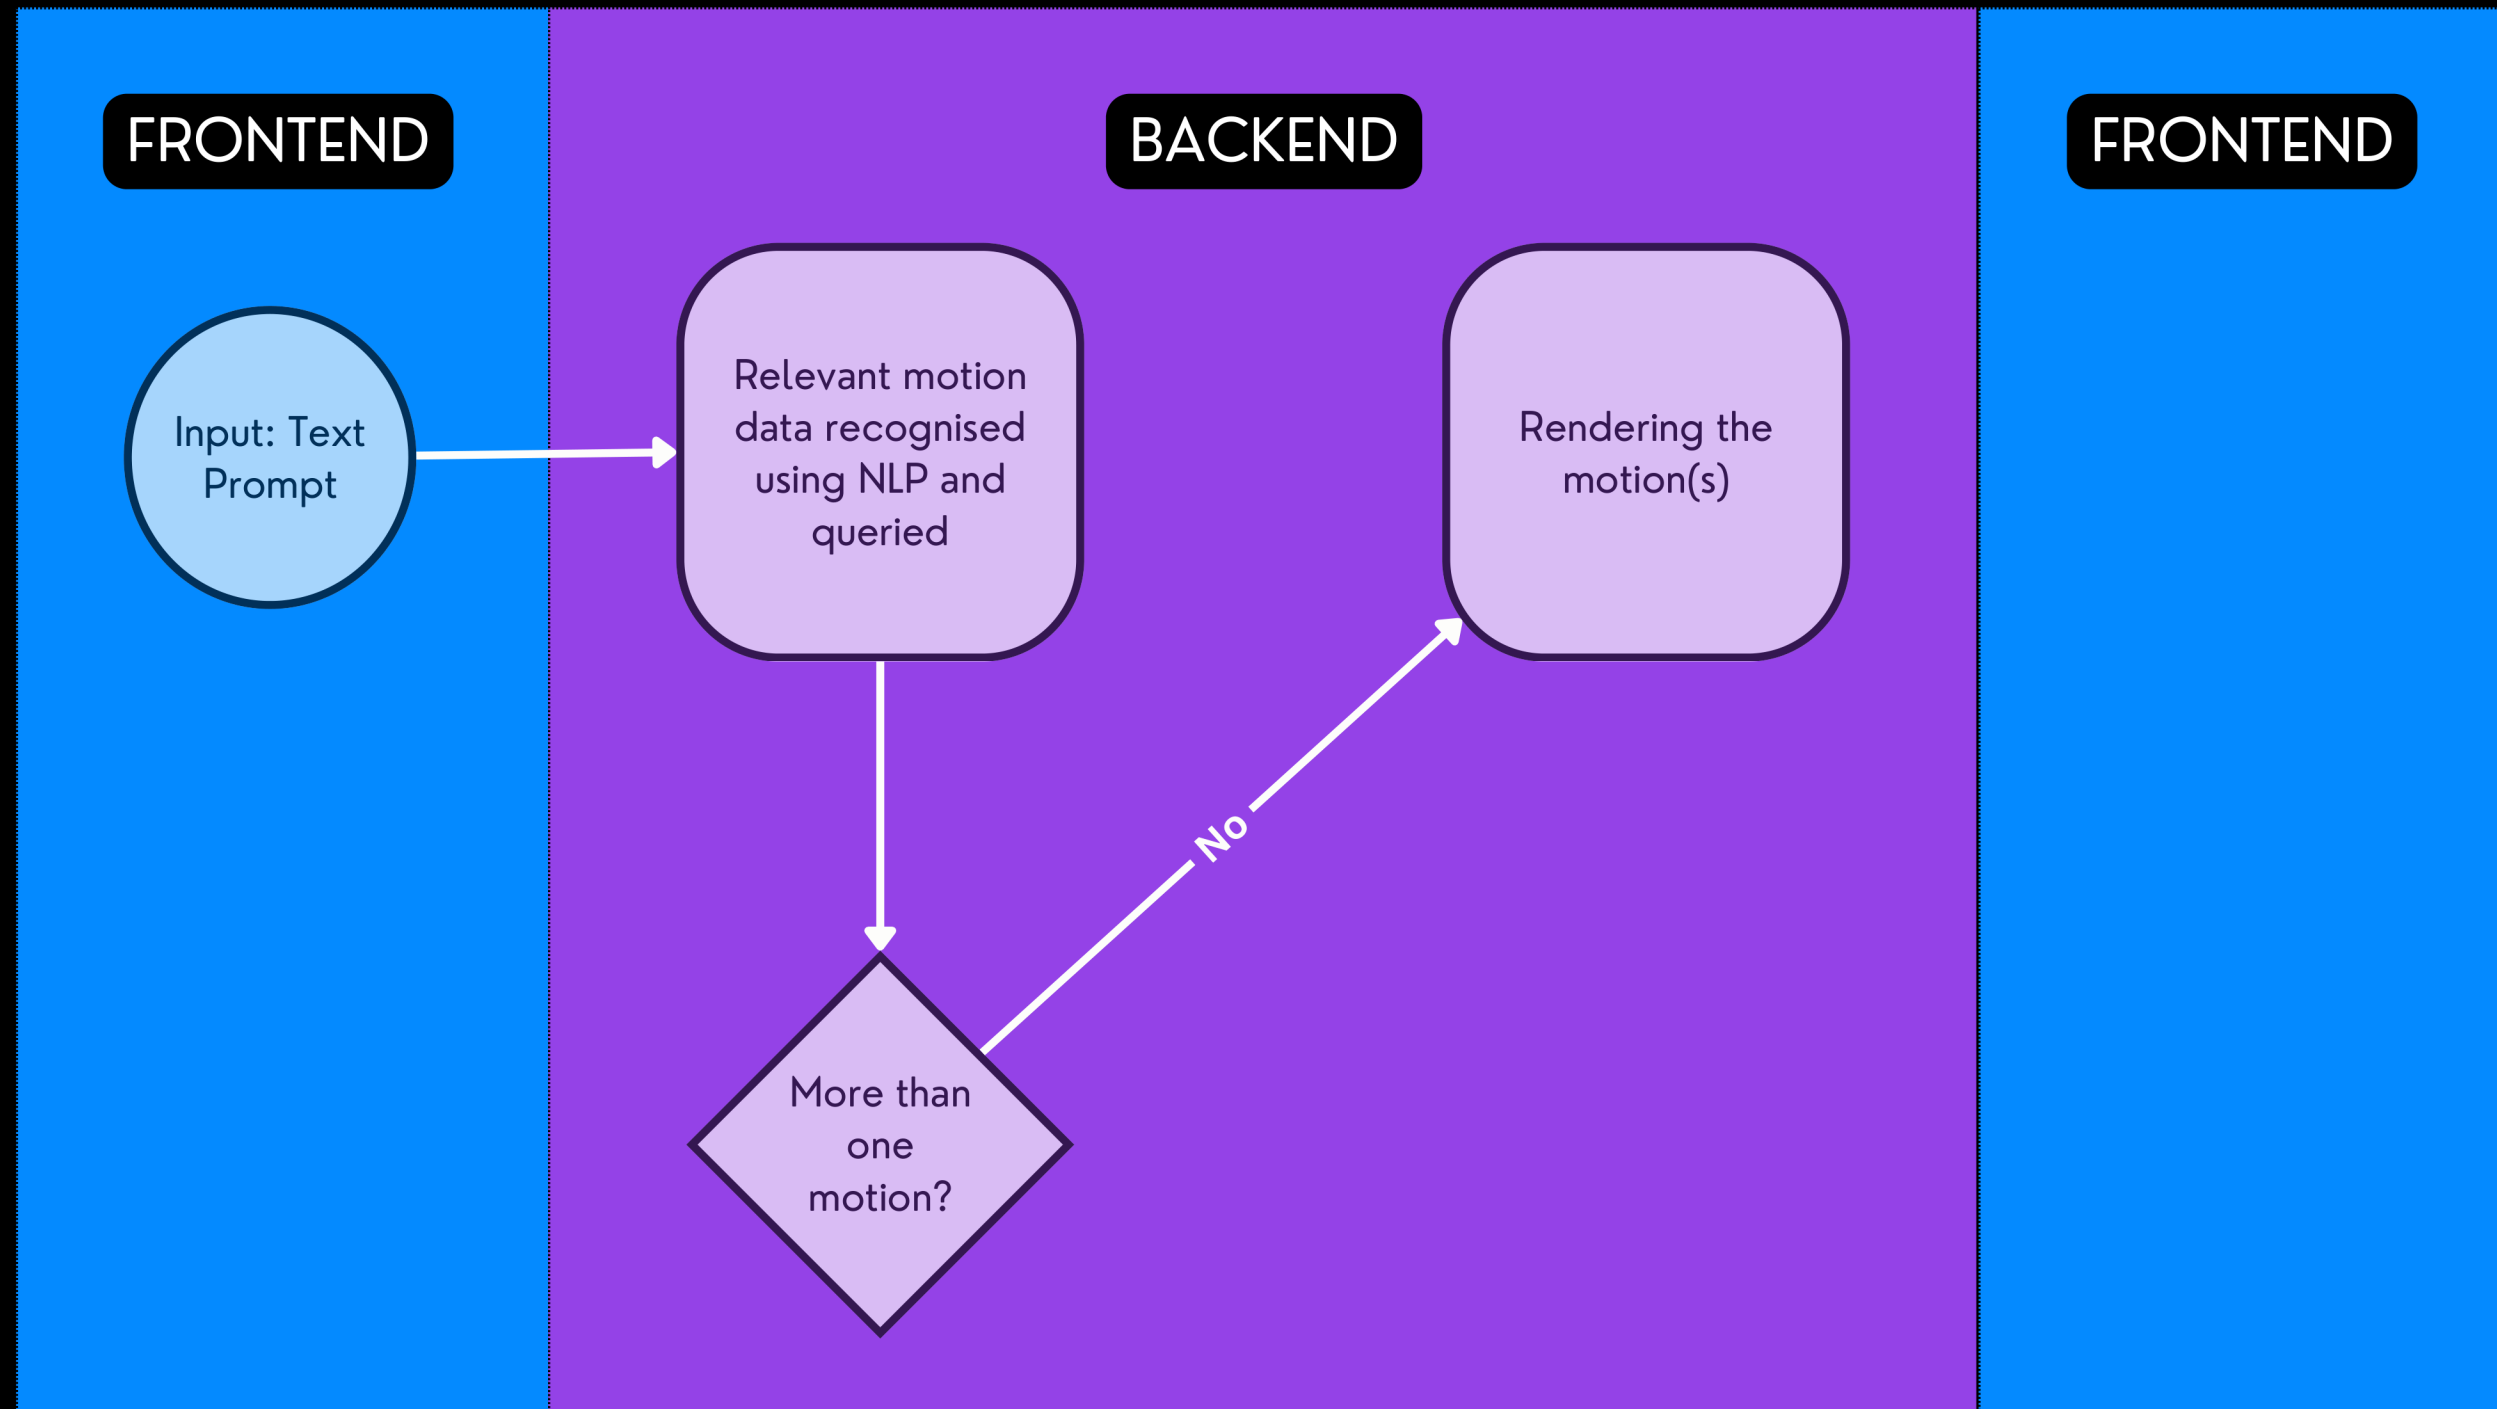 FRONTEND
BACKEND
FRONTEND
Input: Text
Prompt
Relevant motion
data recognised
using NLP and
queried
Rendering the
motion(s)
No
More than
one
motion?